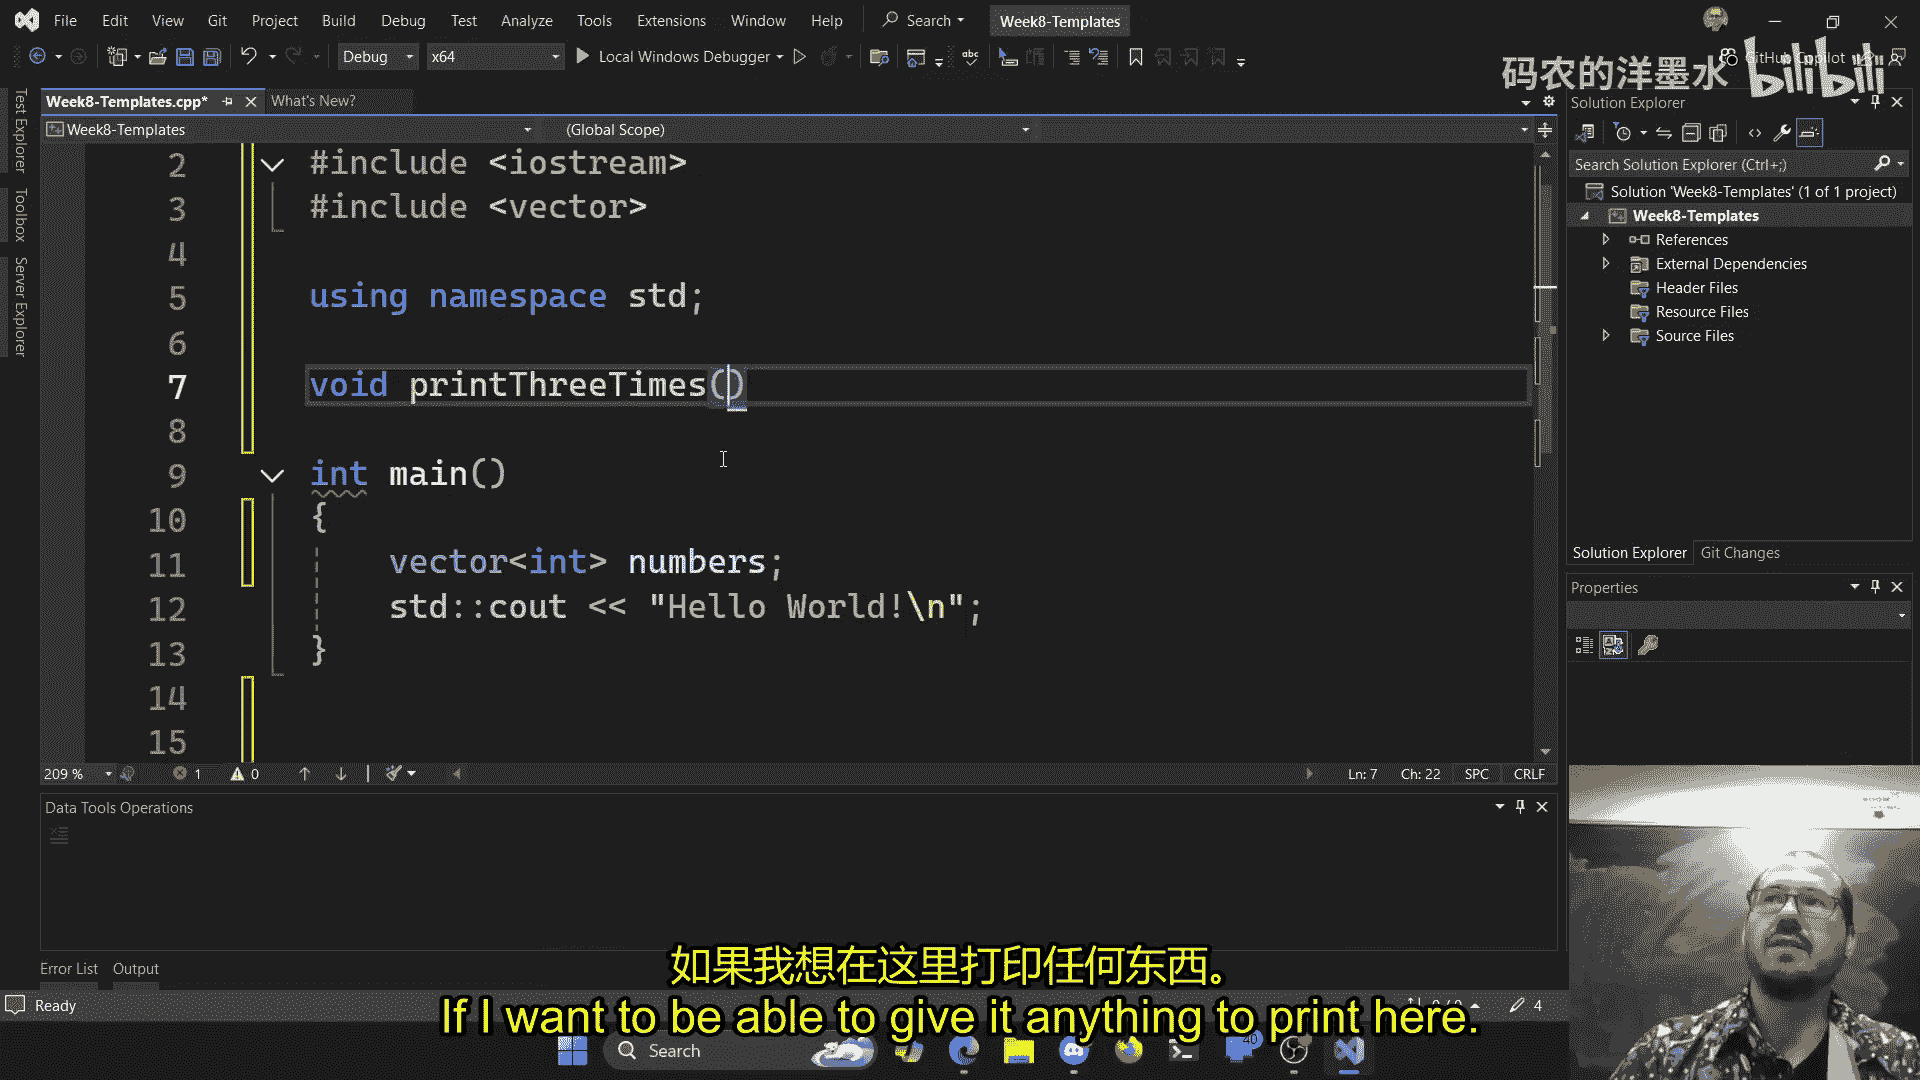 File Edit View Git Project Build Debug Test Analyze Tools Extensions Window Help Search Week8-Templates
Debug x64 Local Windows Debugger GitHub Copilot
码农的洋墨水 bilibili
Week8-Templates.cpp* What's New?
Week8-Templates (Global Scope)
Test Explorer
Toolbox
Server Explorer
2 #include <iostream>
3 #include <vector>
4
5 using namespace std;
6
7 void printThreeTimes()
8
9 int main()
10 {
11 vector<int> numbers;
12 std::cout << "Hello World!\n";
13 }
14
15
209 % 1 0 Ln: 7 Ch: 22 SPC CRLF
Data Tools Operations
Error List Output
Ready 4
Solution Explorer
Search Solution Explorer (Ctrl+;)
Solution 'Week8-Templates' (1 of 1 project)
Week8-Templates
References
External Dependencies
Header Files
Resource Files
Source Files
Solution Explorer Git Changes
Properties
如果我想在这里打印任何东西。
If I want to be able to give it anything to print here.
Search